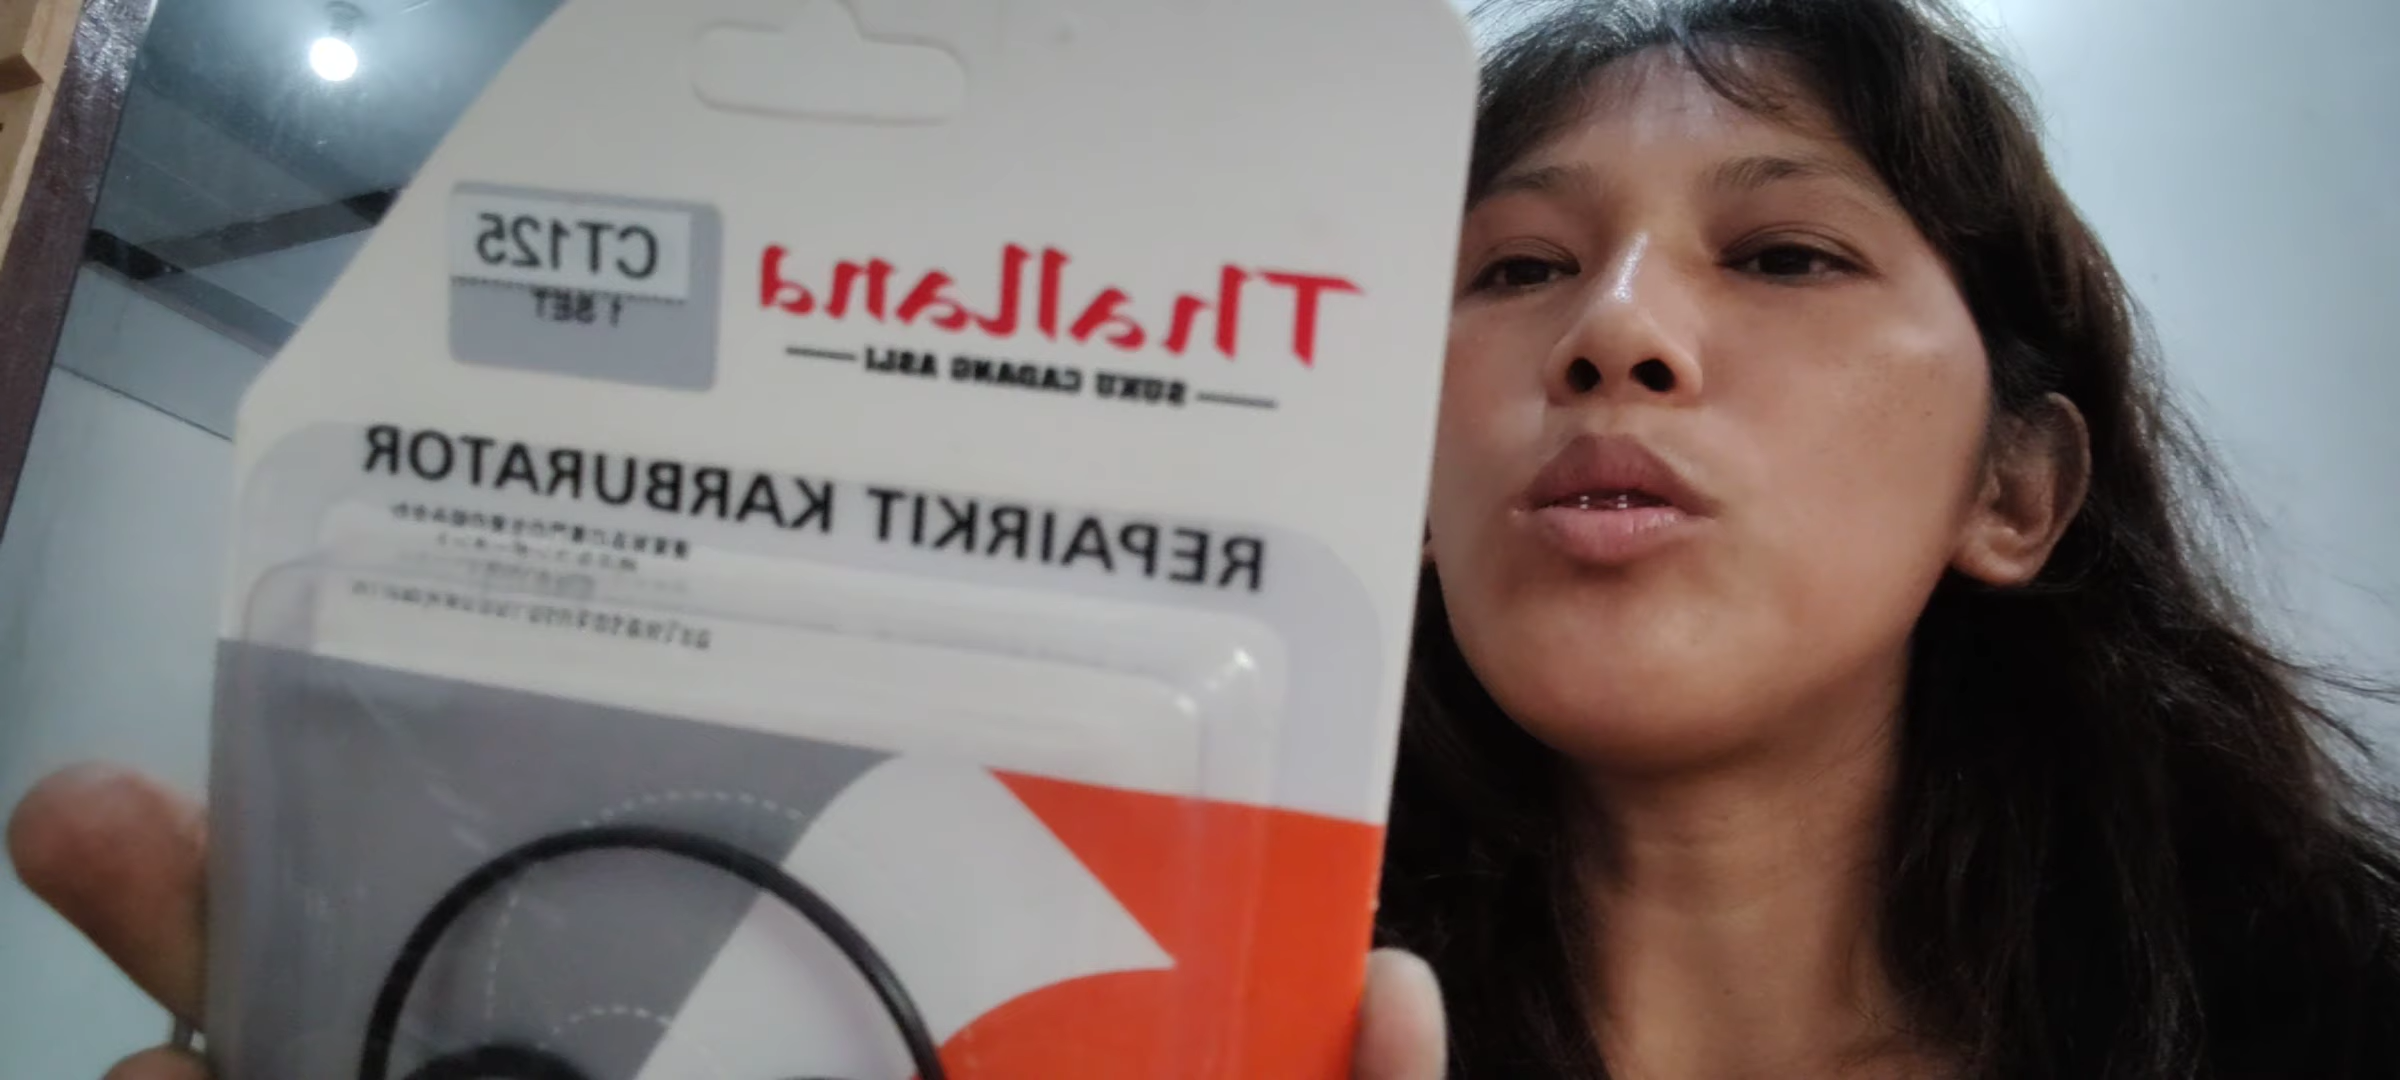 Thailand
SUKU CADANG ASLI
CT125
1 SET
REPAIRKIT KARBURATOR